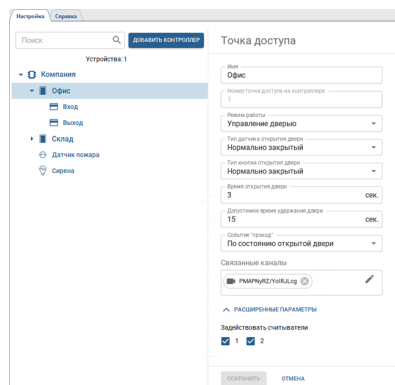 Настройка Справка
Поиск
ДОБАВИТЬ КОНТРОЛЛЕР
Устройства: 1
Компания
Офис
Вход
Выход
Склад
Датчик пожара
Сирена
Точка доступа
Имя
Офис
Номер точки доступа на контроллере
1
Режим работы
Управление дверью
Тип датчика открытия двери
Нормально закрытый
Тип кнопки открытия двери
Нормально закрытый
Время открытия двери
3 сек.
Допустимое время удержания двери
15 сек.
Событие "проход"
По состоянию открытой двери
Связанные каналы
PMAPNyRZ/YolRJLcg
РАСШИРЕННЫЕ ПАРАМЕТРЫ
Задействовать считыватели
1 2
СОХРАНИТЬ ОТМЕНА